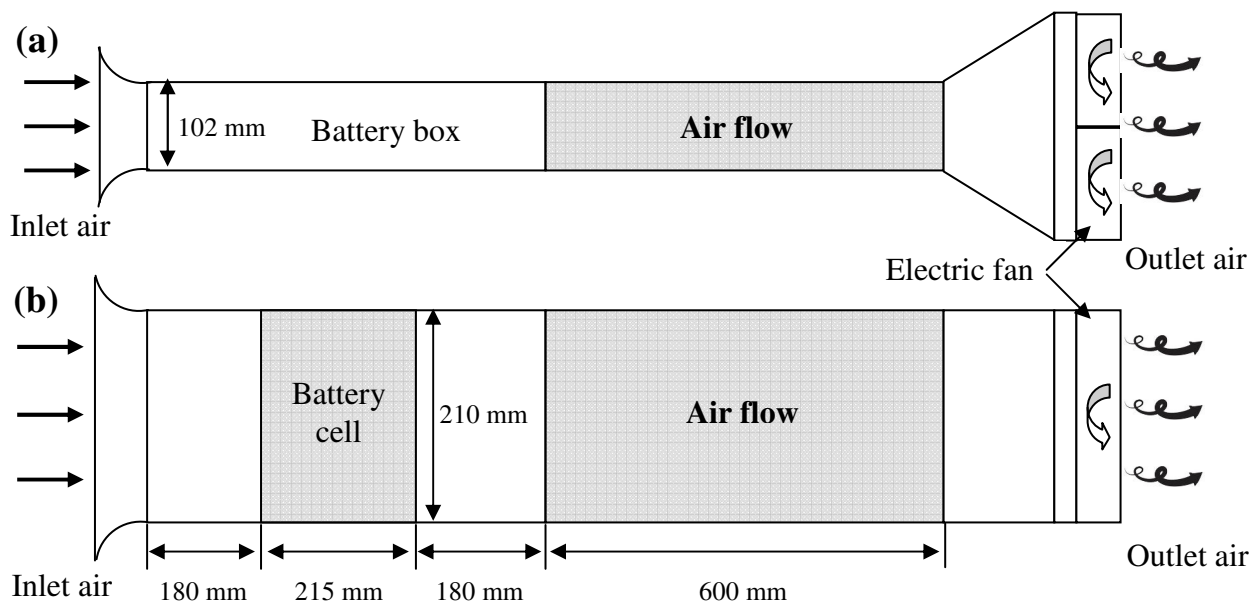 (a)
102 mm
Battery box
Air flow
Inlet air
Electric fan
Outlet air
(b)
Battery
cell
210 mm
Air flow
Inlet air
180 mm
215 mm
180 mm
600 mm
Outlet air